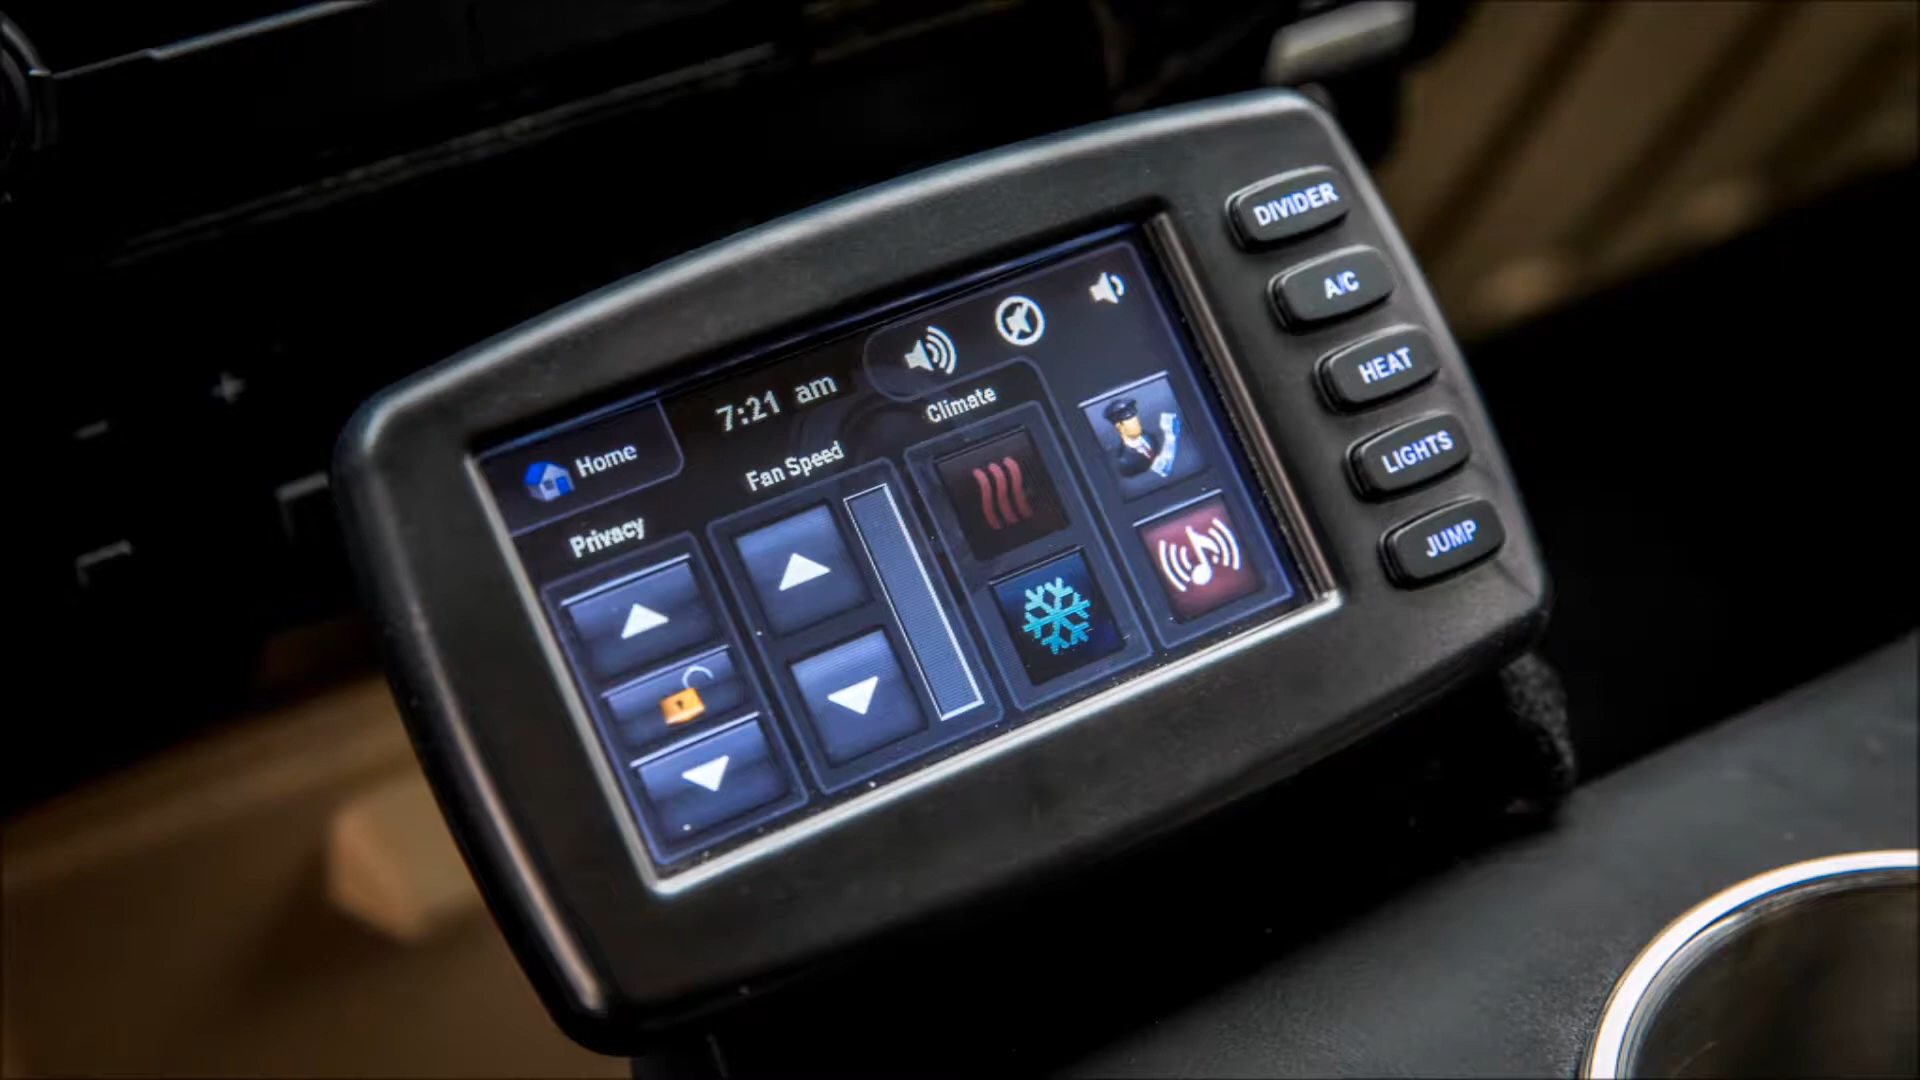 DIVIDER
A/C
HEAT
LIGHTS
JUMP
Home
7:21 am
Privacy
Fan Speed
Climate